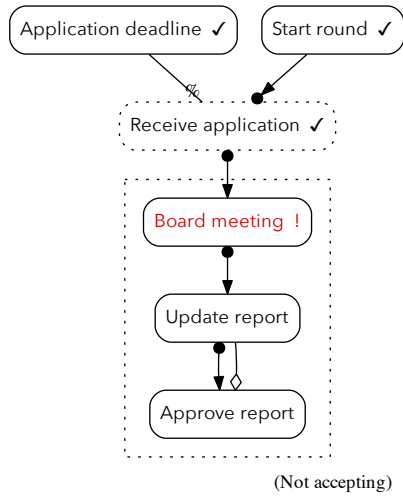 Application deadline ✓
Start round ✓
%
Receive application ✓
Board meeting !
Update report
Approve report
(Not accepting)